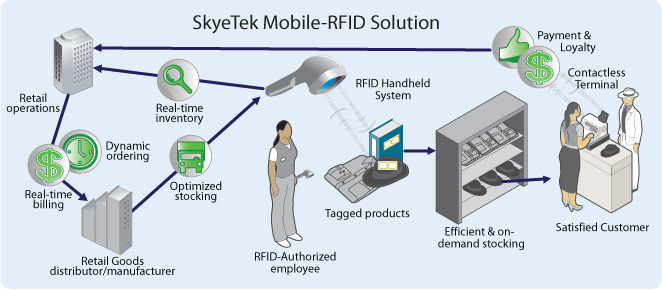 SkyeTek Mobile-RFID Solution
Payment &
Loyalty
Contactless
Terminal
RFID Handheld
System
Retail
operations
Real-time
inventory
Dynamic
ordering
Real-time
billing
Optimized
stocking
Tagged products
Efficient & on-
demand stocking
Satisfied Customer
RFID-Authorized
employee
Retail Goods
distributor/manufacturer